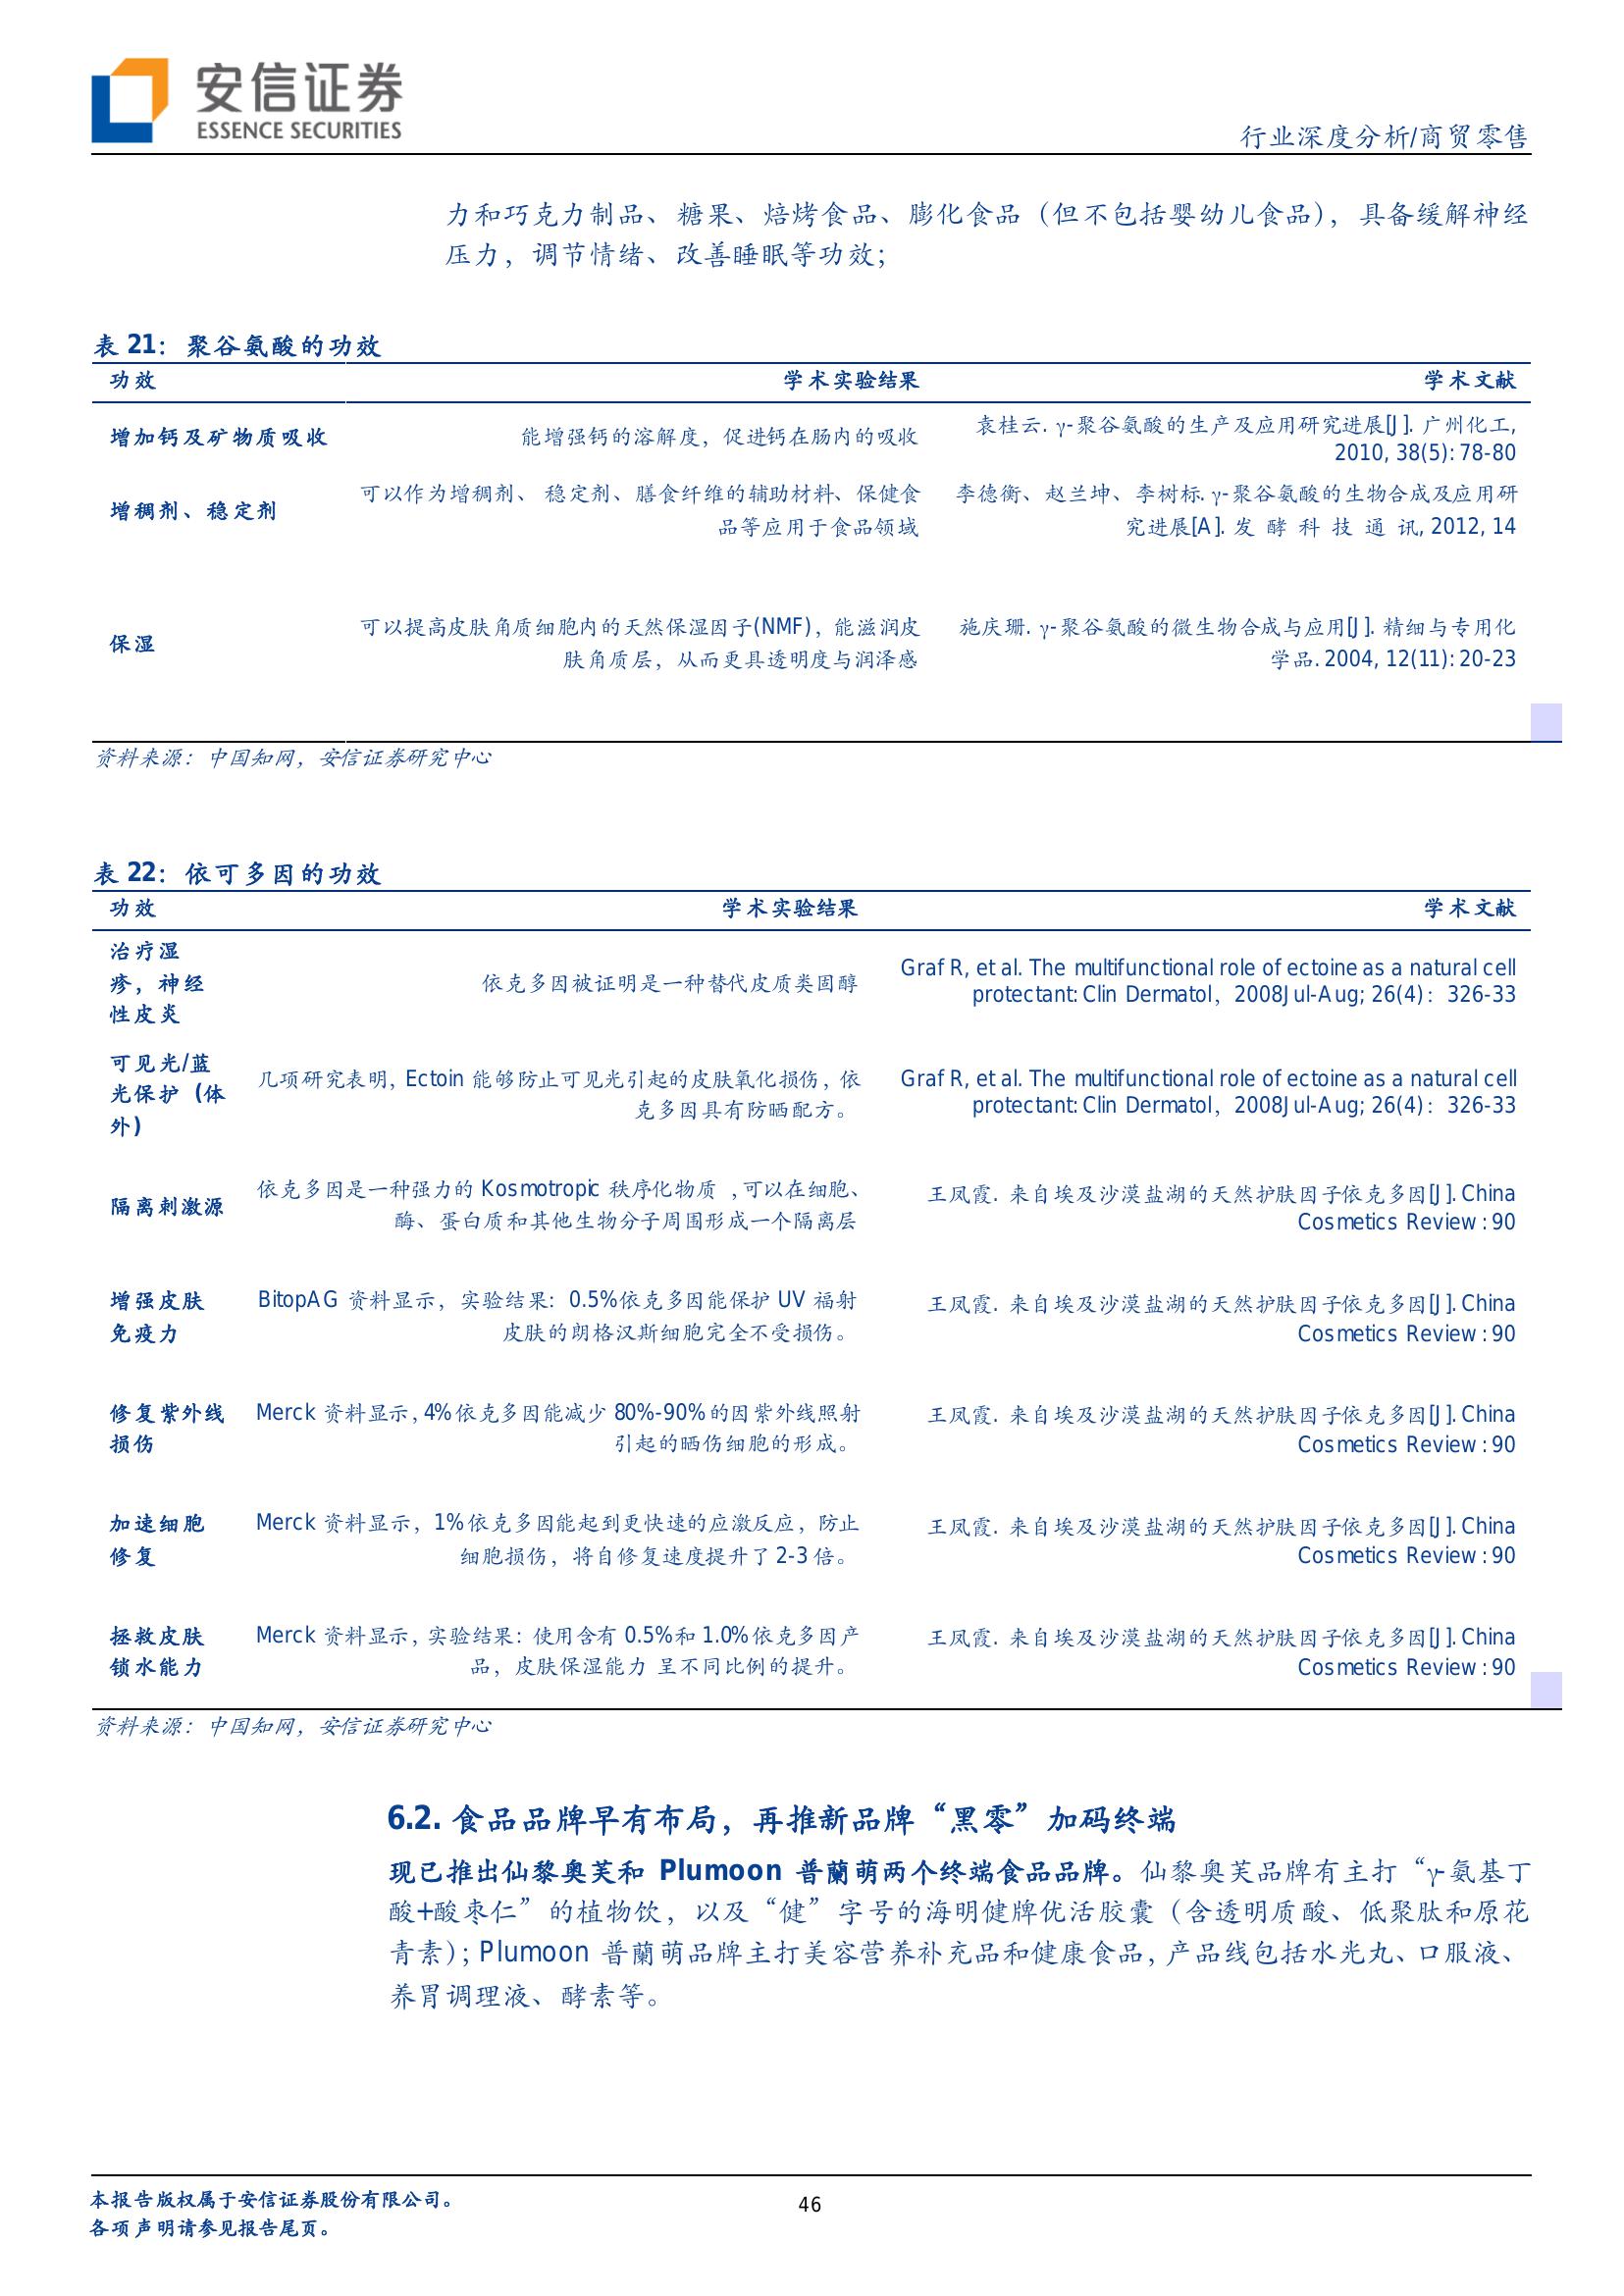 安信证券
ESSENCE SECURITIES
行业深度分析/商贸零售
力和巧克力制品、糖果、焙烤食品、膨化食品（但不包括婴幼儿食品），具备缓解神经
压力，调节情绪、改善睡眠等功效；
表 21：聚谷氨酸的功效
功效 学术实验结果 学术文献
增加钙及矿物质吸收 能增强钙的溶解度，促进钙在肠内的吸收 袁桂云. γ-聚谷氨酸的生产及应用研究进展[J]. 广州化工,
2010, 38(5): 78-80
增稠剂、稳定剂 可以作为增稠剂、 稳定剂、膳食纤维的辅助材料、保健食
品等应用于食品领域
李德衡、赵兰坤、李树标. γ-聚谷氨酸的生物合成及应用研
究进展[A]. 发 酵 科 技 通 讯, 2012, 14
保湿 可以提高皮肤角质细胞内的天然保湿因子(NMF)，能滋润皮
肤角质层，从而更具透明度与润泽感
施庆珊. γ-聚谷氨酸的微生物合成与应用[J]. 精细与专用化
学品. 2004, 12(11): 20-23
资料来源：中国知网，安信证券研究中心
表 22：依可多因的功效
功效 学术实验结果 学术文献
治疗湿
疹，神经
性皮炎
依克多因被证明是一种替代皮质类固醇
Graf R, et al. The multifunctional role of ectoine as a natural cell
protectant: Clin Dermatol，2008Jul-Aug; 26(4)：326-33
可见光/蓝
光保护（体
外）
几项研究表明, Ectoin 能够防止可见光引起的皮肤氧化损伤，依
克多因具有防晒配方。
Graf R, et al. The multifunctional role of ectoine as a natural cell
protectant: Clin Dermatol，2008Jul-Aug; 26(4)：326-33
隔离刺激源
依克多因是一种强力的 Kosmotropic 秩序化物质 ,可以在细胞、
酶、蛋白质和其他生物分子周围形成一个隔离层
王凤霞. 来自埃及沙漠盐湖的天然护肤因子依克多因[J]. China
Cosmetics Review : 90
增强皮肤
免疫力
BitopAG 资料显示，实验结果：0.5%依克多因能保护 UV 福射
皮肤的朗格汉斯细胞完全不受损伤。
王凤霞. 来自埃及沙漠盐湖的天然护肤因子依克多因[J]. China
Cosmetics Review : 90
修复紫外线
损伤
Merck 资料显示, 4%依克多因能减少 80%-90%的因紫外线照射
引起的晒伤细胞的形成。
王凤霞. 来自埃及沙漠盐湖的天然护肤因子依克多因[J]. China
Cosmetics Review : 90
加速细胞
修复
Merck 资料显示，1%依克多因能起到更快速的应激反应，防止
细胞损伤，将自修复速度提升了 2-3 倍。
王凤霞. 来自埃及沙漠盐湖的天然护肤因子依克多因[J]. China
Cosmetics Review : 90
拯救皮肤
锁水能力
Merck 资料显示, 实验结果：使用含有 0.5%和 1.0%依克多因产
品，皮肤保湿能力 呈不同比例的提升。
王凤霞. 来自埃及沙漠盐湖的天然护肤因子依克多因[J]. China
Cosmetics Review : 90
资料来源：中国知网，安信证券研究中心
6.2. 食品品牌早有布局，再推新品牌“黑零”加码终端
现已推出仙黎奥芙和 Plumoon 普蘭萌两个终端食品品牌。仙黎奥芙品牌有主打“γ-氨基丁
酸+酸枣仁”的植物饮，以及“健”字号的海明健牌优活胶囊（含透明质酸、低聚肽和原花
青素）；Plumoon 普蘭萌品牌主打美容营养补充品和健康食品，产品线包括水光丸、口服液、
养胃调理液、酵素等。
本报告版权属于安信证券股份有限公司。
46
各项声明请参见报告尾页。